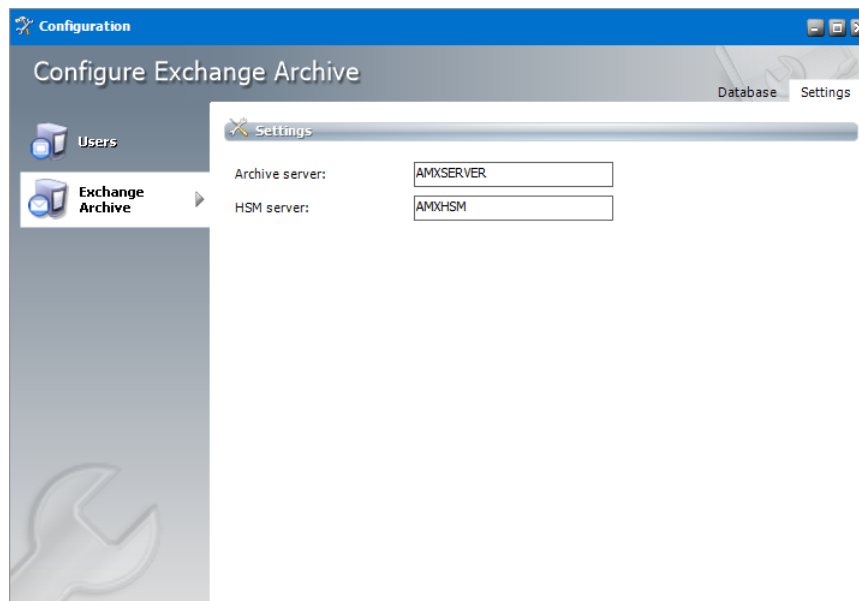 Configuration
Configure Exchange Archive
Database Settings
Users
Exchange
Archive
Settings
Archive server: AMXSERVER
HSM server: AMXHSM